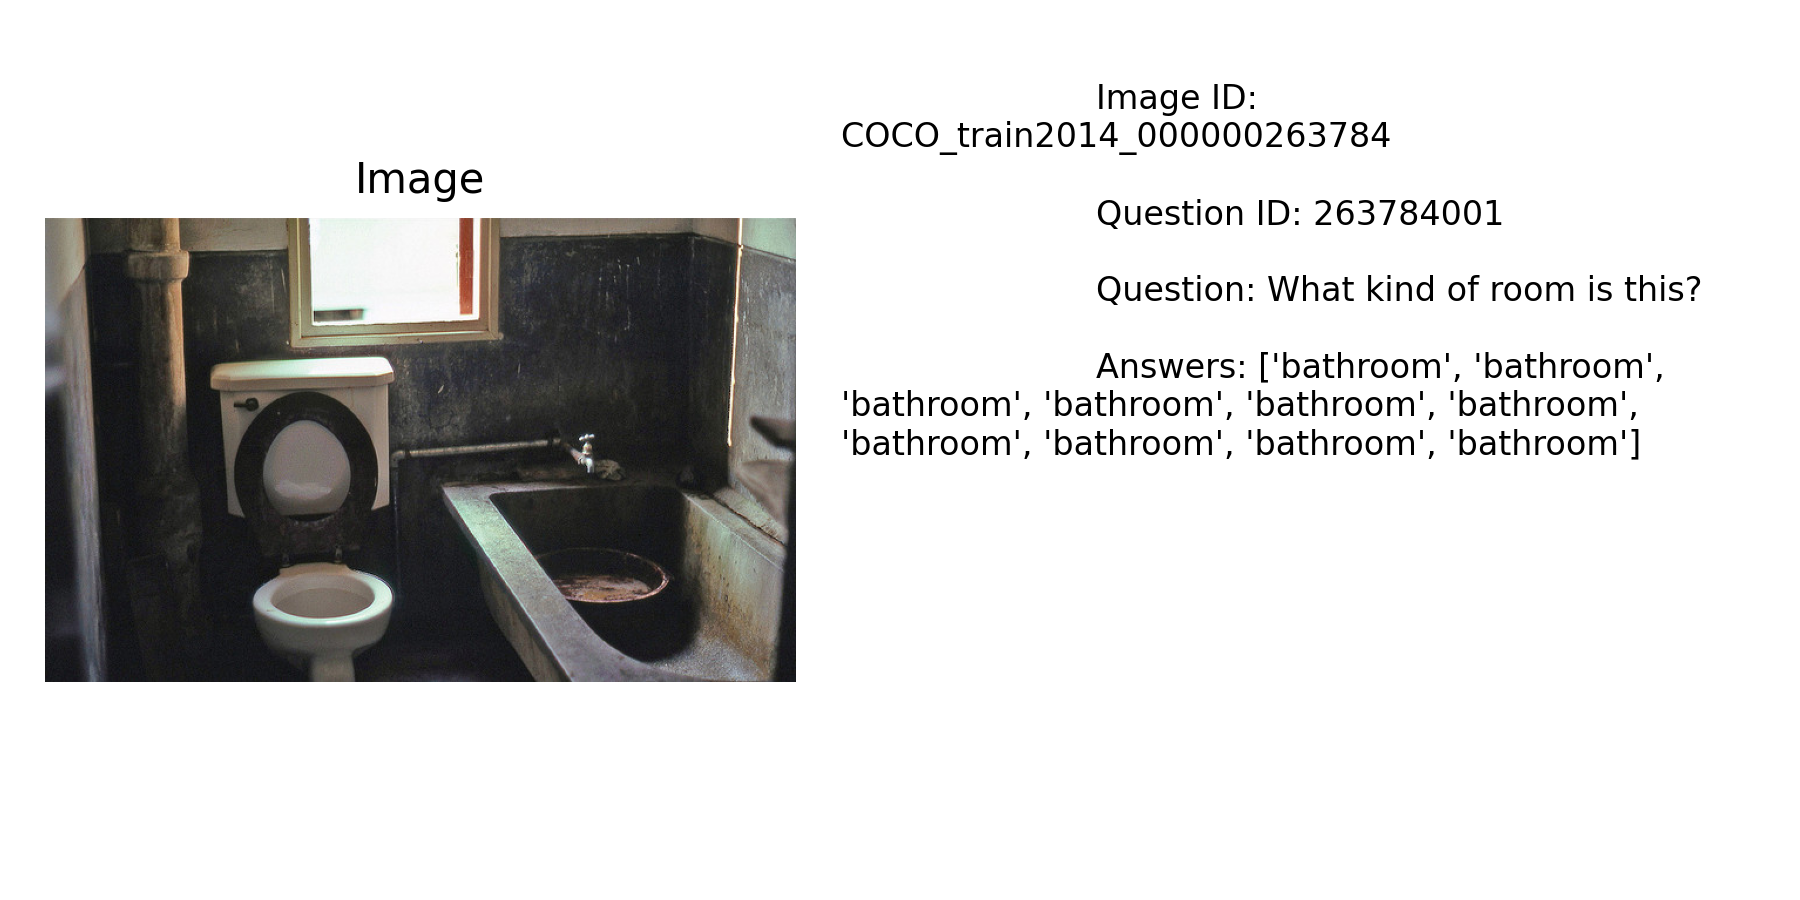 Image
Image ID:
COCO_train2014_000000263784
Question ID: 263784001
Question: What kind of room is this?
Answers: ['bathroom', 'bathroom',
'bathroom', 'bathroom', 'bathroom', 'bathroom',
'bathroom', 'bathroom', 'bathroom', 'bathroom']